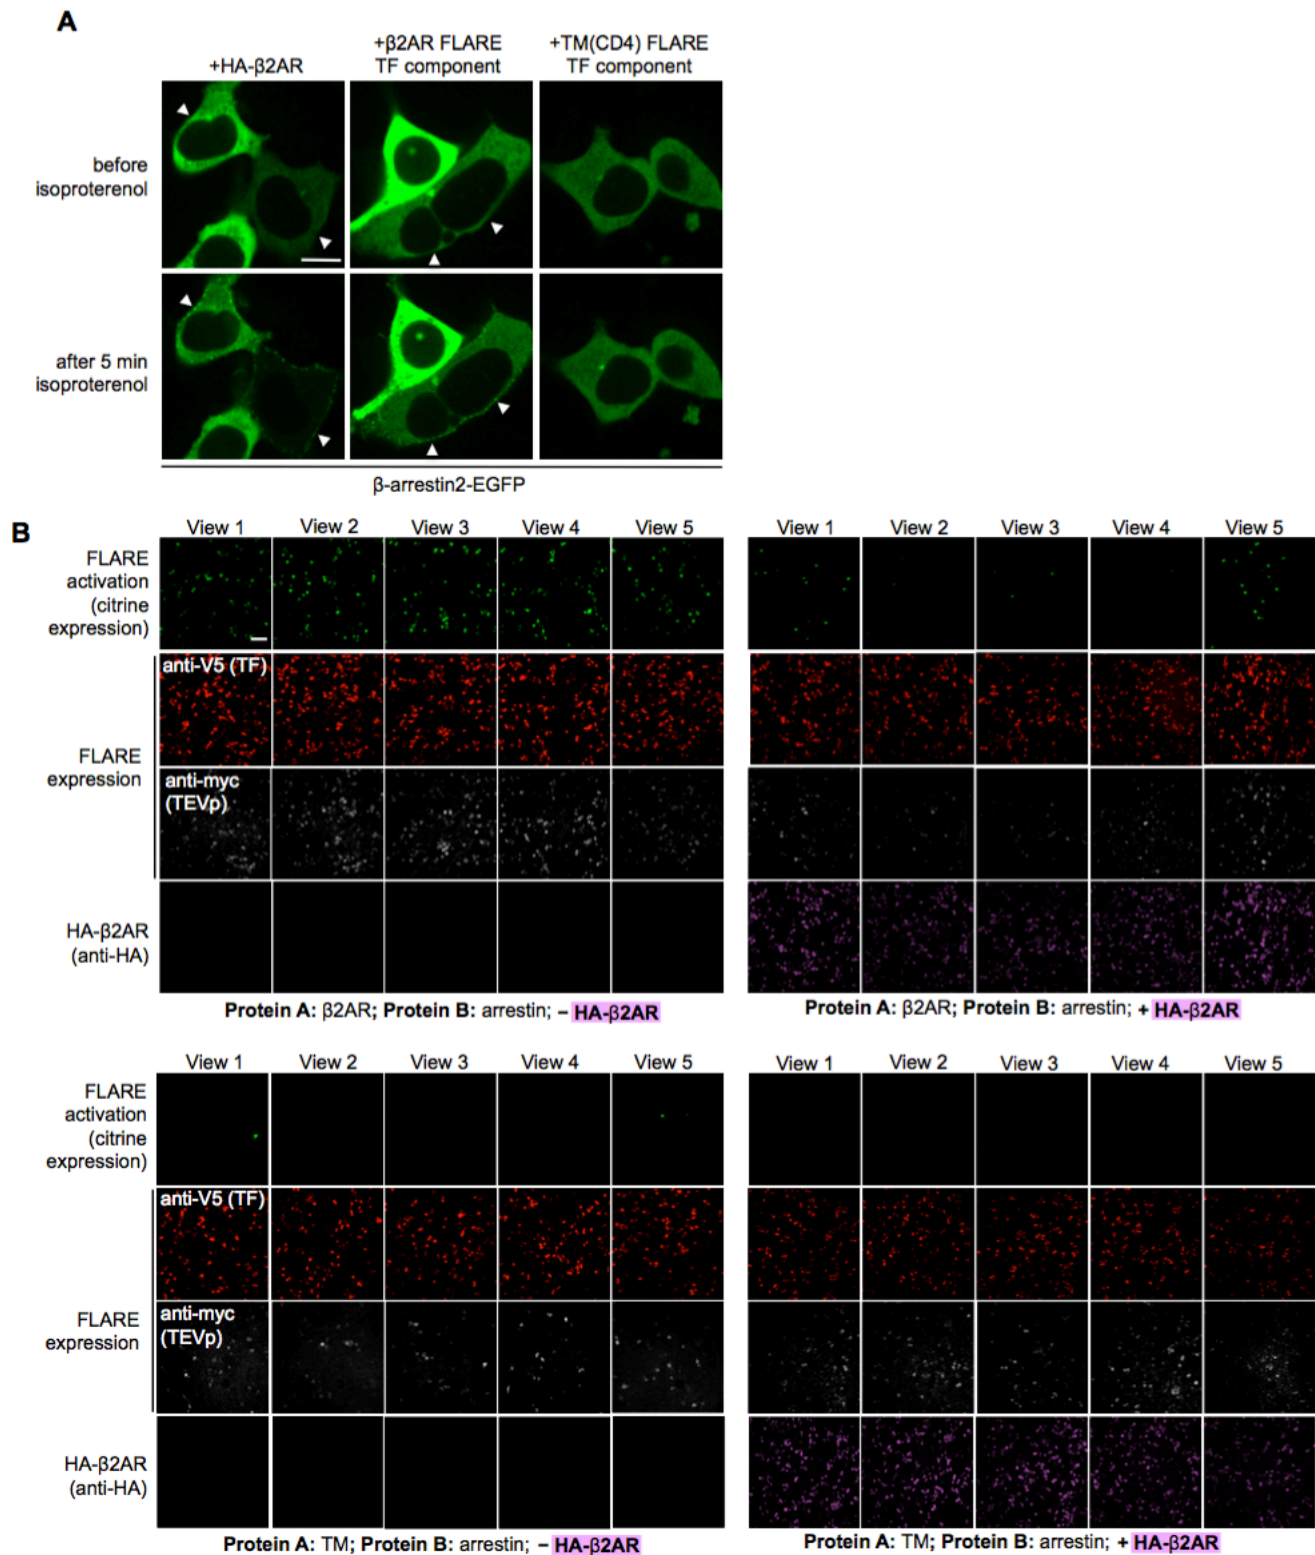 A
+HA-β2AR
+β2AR FLARE
TF component
+TM(CD4) FLARE
TF component
before
isoproterenol
after 5 min
isoproterenol
β-arrestin2-EGFP
B
View 1 View 2 View 3 View 4 View 5
View 1 View 2 View 3 View 4 View 5
FLARE
activation
(citrine
expression)
anti-V5 (TF)
FLARE
expression
anti-myc
(TEVp)
HA-β2AR
(anti-HA)
Protein A: β2AR; Protein B: arrestin; – HA-β2AR
Protein A: β2AR; Protein B: arrestin; + HA-β2AR
View 1 View 2 View 3 View 4 View 5
View 1 View 2 View 3 View 4 View 5
FLARE
activation
(citrine
expression)
anti-V5 (TF)
FLARE
expression
anti-myc
(TEVp)
HA-β2AR
(anti-HA)
Protein A: TM; Protein B: arrestin; – HA-β2AR
Protein A: TM; Protein B: arrestin; + HA-β2AR